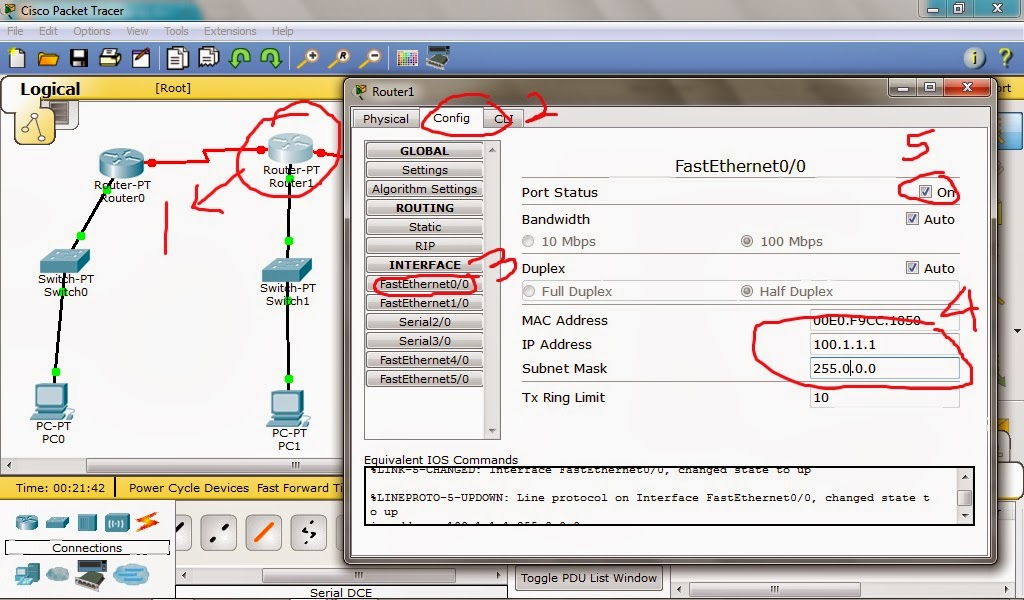 Cisco Packet Tracer
File Edit Options View Tools Extensions Help
Logical
[Root]
Router-PT
Router0
Router-PT
Router1
1
Switch-PT
Switch0
Switch-PT
Switch1
PC-PT
PC0
PC-PT
PC1
Router1
Physical Config CLI
2
GLOBAL
Settings
Algorithm Settings
ROUTING
Static
RIP
INTERFACE
3
FastEthernet0/0
FastEthernet1/0
Serial2/0
Serial3/0
FastEthernet4/0
FastEthernet5/0
5
FastEthernet0/0
Port Status On
Bandwidth Auto
10 Mbps 100 Mbps
Duplex Auto
Full Duplex Half Duplex
4
MAC Address 00E0.F9CC.1850
IP Address 100.1.1.1
Subnet Mask 255.0.0.0
Tx Ring Limit 10
Equivalent IOS Commands
%LINK-5-CHANGED: Interface FastEthernet0/0, changed state to up
%LINEPROTO-5-UPDOWN: Line protocol on Interface FastEthernet0/0, changed state t
o up
Time: 00:21:42 Power Cycle Devices Fast Forward Ti
Connections
Serial DCE
Toggle PDU List Window